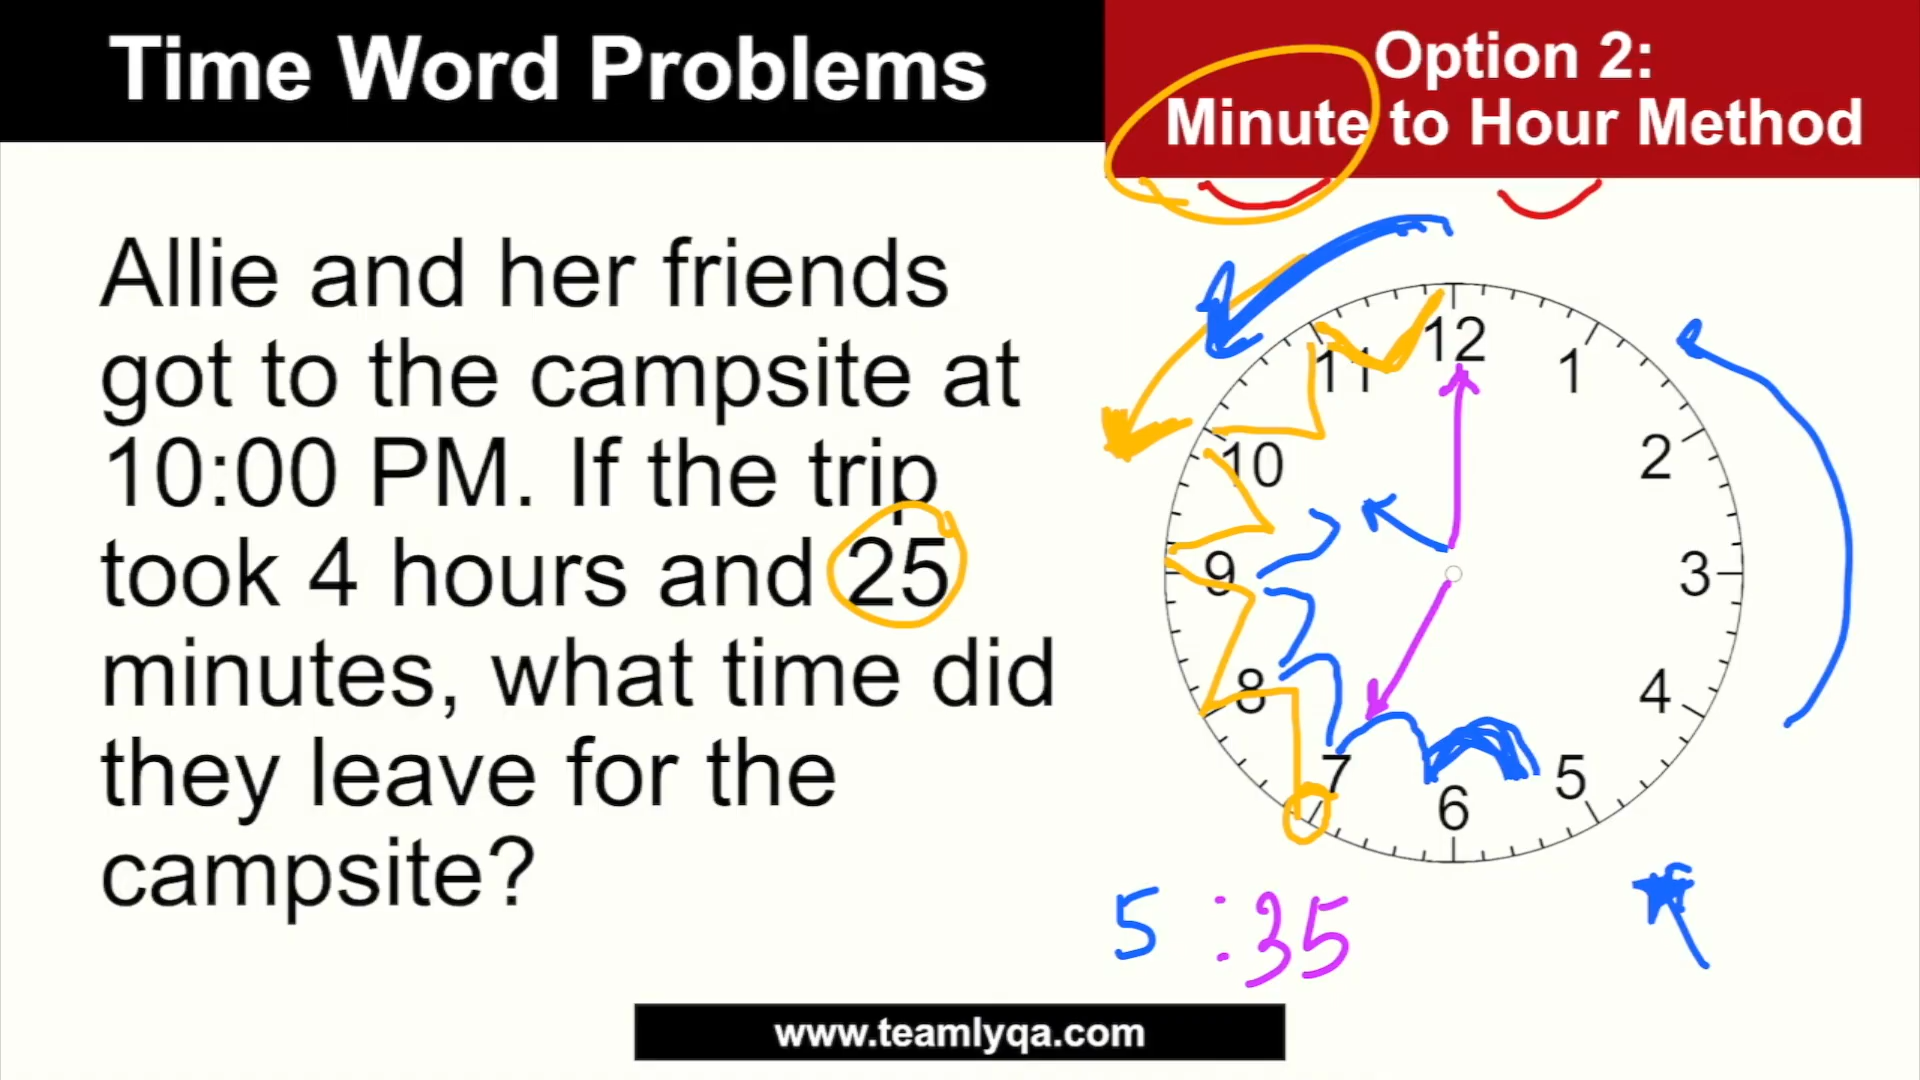 Time Word Problems
Option 2:
Minute to Hour Method
Allie and her friends
got to the campsite at
10:00 PM. If the trip
took 4 hours and 25
minutes, what time did
they leave for the
campsite?
12
11
1
10
2
9
3
8
4
7
5
6
5 :35
www.teamlyqa.com